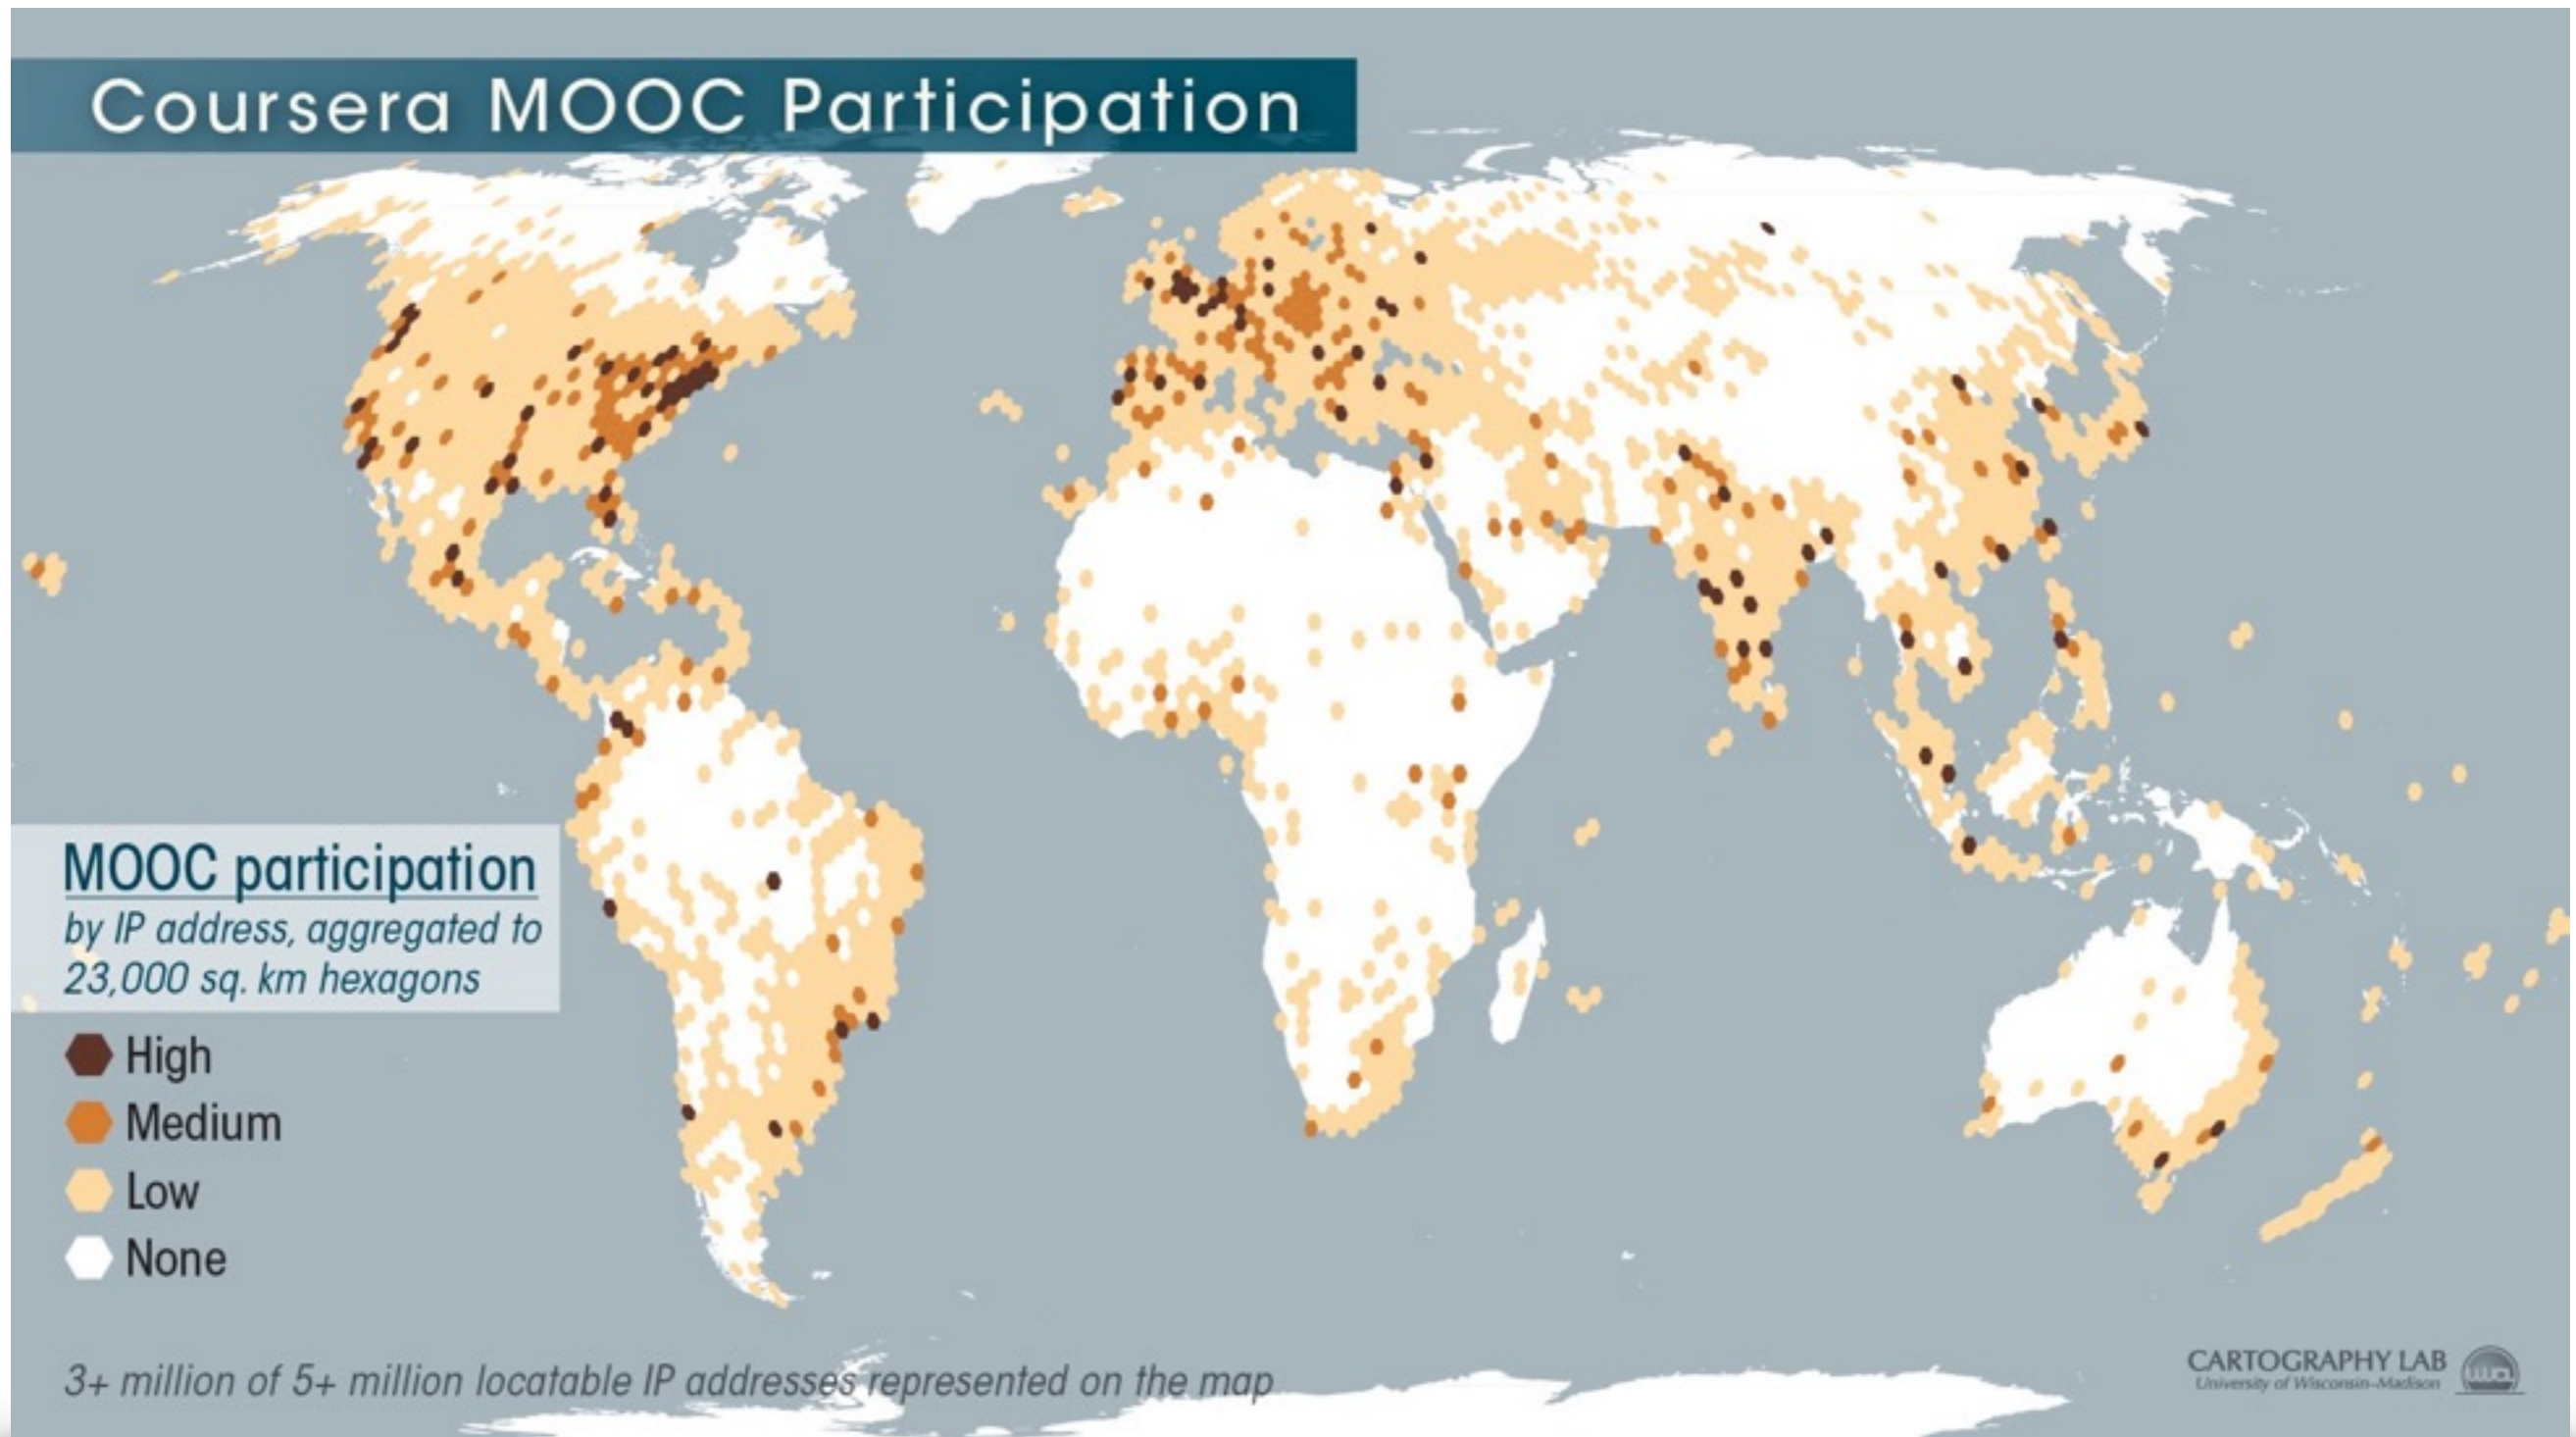 Coursera MOOC Participation
MOOC participation
by IP address, aggregated to
23,000 sq. km hexagons
High
Medium
Low
None
3+ million of 5+ million locatable IP addresses represented on the map
CARTOGRAPHY LAB
University of Wisconsin-Madison